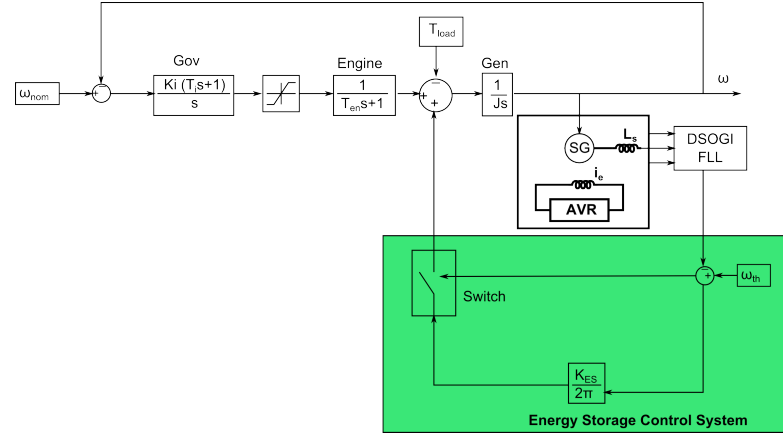 T_load
Gov
Engine
Gen
ω
ω_nom
+
−
Ki (T_i s+1)
s
1
T_en s+1
−
+
+
1
Js
SG
L_s
DSOGI
FLL
i_e
AVR
−
+
ω_th
Switch
K_ES
2π
Energy Storage Control System